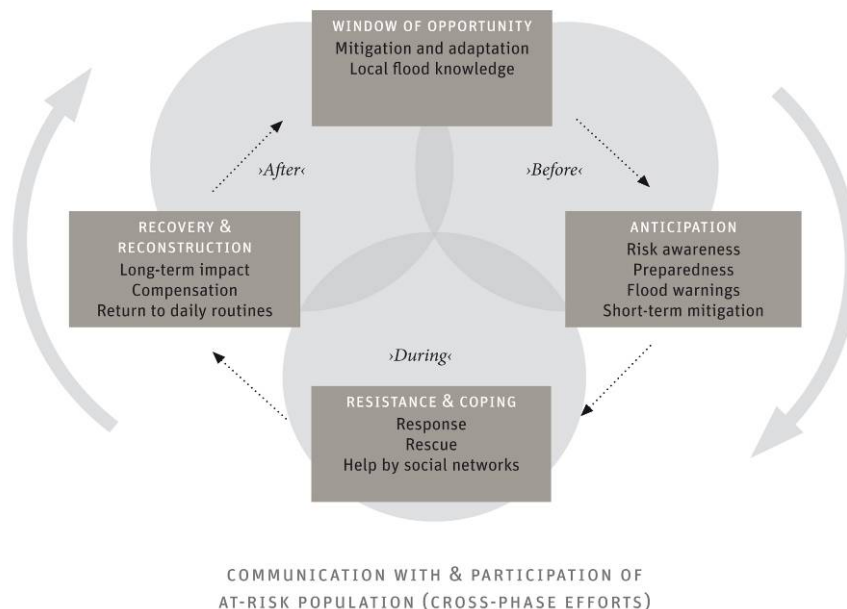 WINDOW OF OPPORTUNITY
Mitigation and adaptation
Local flood knowledge
›After‹
›Before‹
RECOVERY &
RECONSTRUCTION
Long-term impact
Compensation
Return to daily routines
ANTICIPATION
Risk awareness
Preparedness
Flood warnings
Short-term mitigation
›During‹
RESISTANCE & COPING
Response
Rescue
Help by social networks
COMMUNICATION WITH & PARTICIPATION OF
AT-RISK POPULATION (CROSS-PHASE EFFORTS)